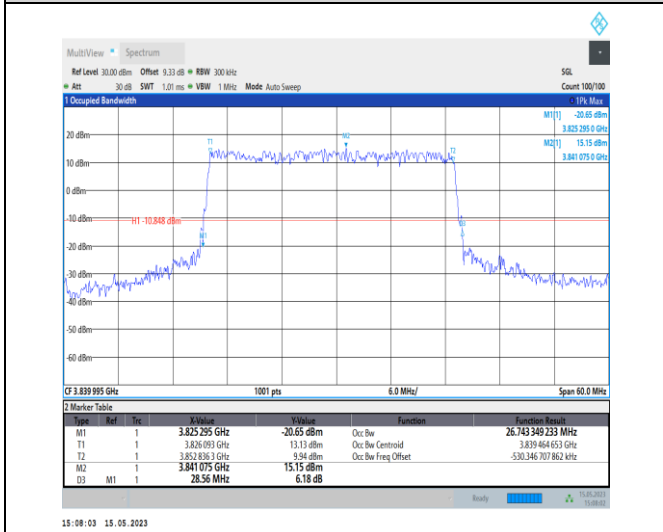 MultiView Spectrum
Ref Level 30.00 dBm Offset 9.33 dB RBW 300 kHz SGL
Att 30 dB SWT 1.01 ms VBW 1 MHz Mode Auto Sweep Count 100/100
1 Occupied Bandwidth 1Pk Max
M1[1] -20.65 dBm
3.825 295 0 GHz
M2[1] 15.15 dBm
3.841 075 0 GHz
20 dBm
T1
M2
T2
10 dBm
0 dBm
-10 dBm
H1 -10.848 dBm
M1
D3
-20 dBm
-30 dBm
-40 dBm
-50 dBm
-60 dBm
CF 3.839 995 GHz 1001 pts 6.0 MHz/ Span 60.0 MHz
2 Marker Table
Type Ref Trc X-Value Y-Value Function Function Result
M1 1 3.825 295 GHz -20.65 dBm Occ Bw 26.743 349 233 MHz
T1 1 3.826 093 GHz 13.13 dBm Occ Bw Centroid 3.839 464 653 GHz
T2 1 3.852 836 3 GHz 9.94 dBm Occ Bw Freq Offset -530.346 707 862 kHz
M2 1 3.841 075 GHz 15.15 dBm
D3 M1 1 28.56 MHz 6.18 dB
Ready 15.05.2023
15:08:02
15:08:03 15.05.2023